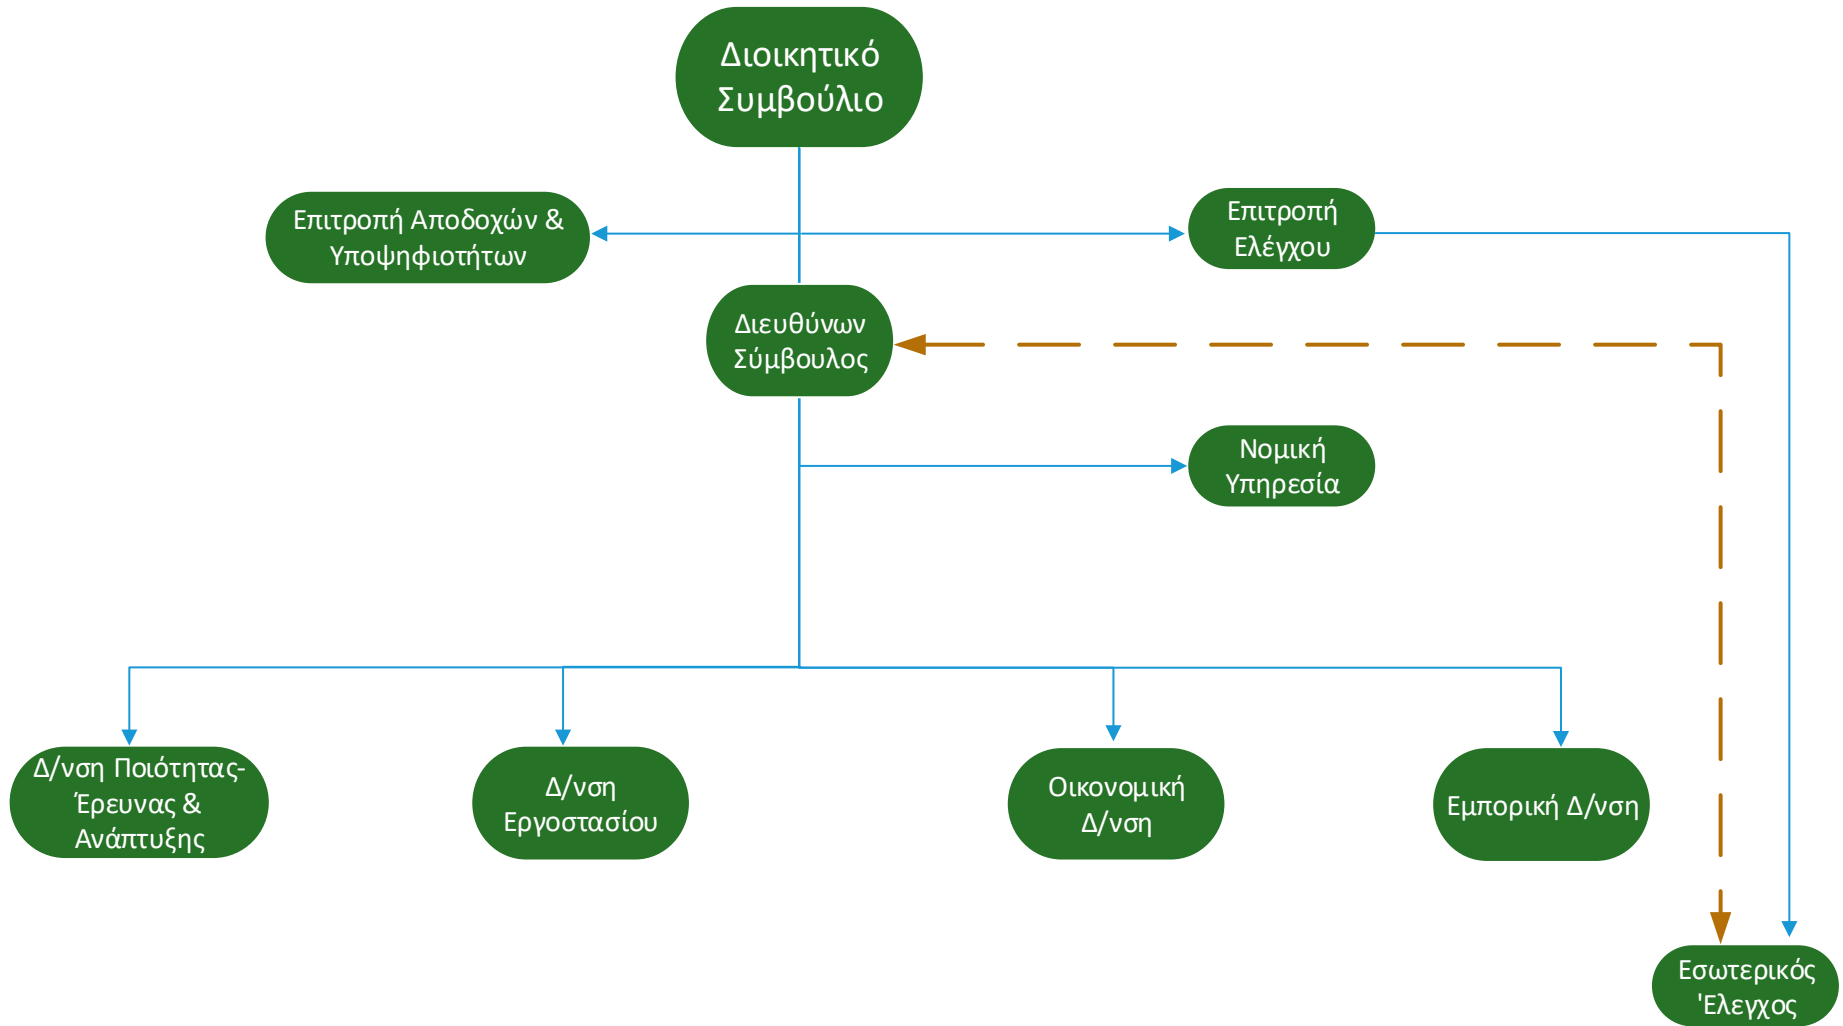 Διοικητικό
Συμβούλιο
Επιτροπή Αποδοχών &
Υποψηφιοτήτων
Επιτροπή
Ελέγχου
Διευθύνων
Σύμβουλος
Νομική
Υπηρεσία
Δ/νση Ποιότητας-
Έρευνας &
Ανάπτυξης
Δ/νση
Εργοστασίου
Οικονομική
Δ/νση
Εμπορική Δ/νση
Εσωτερικός
'Ελεγχος